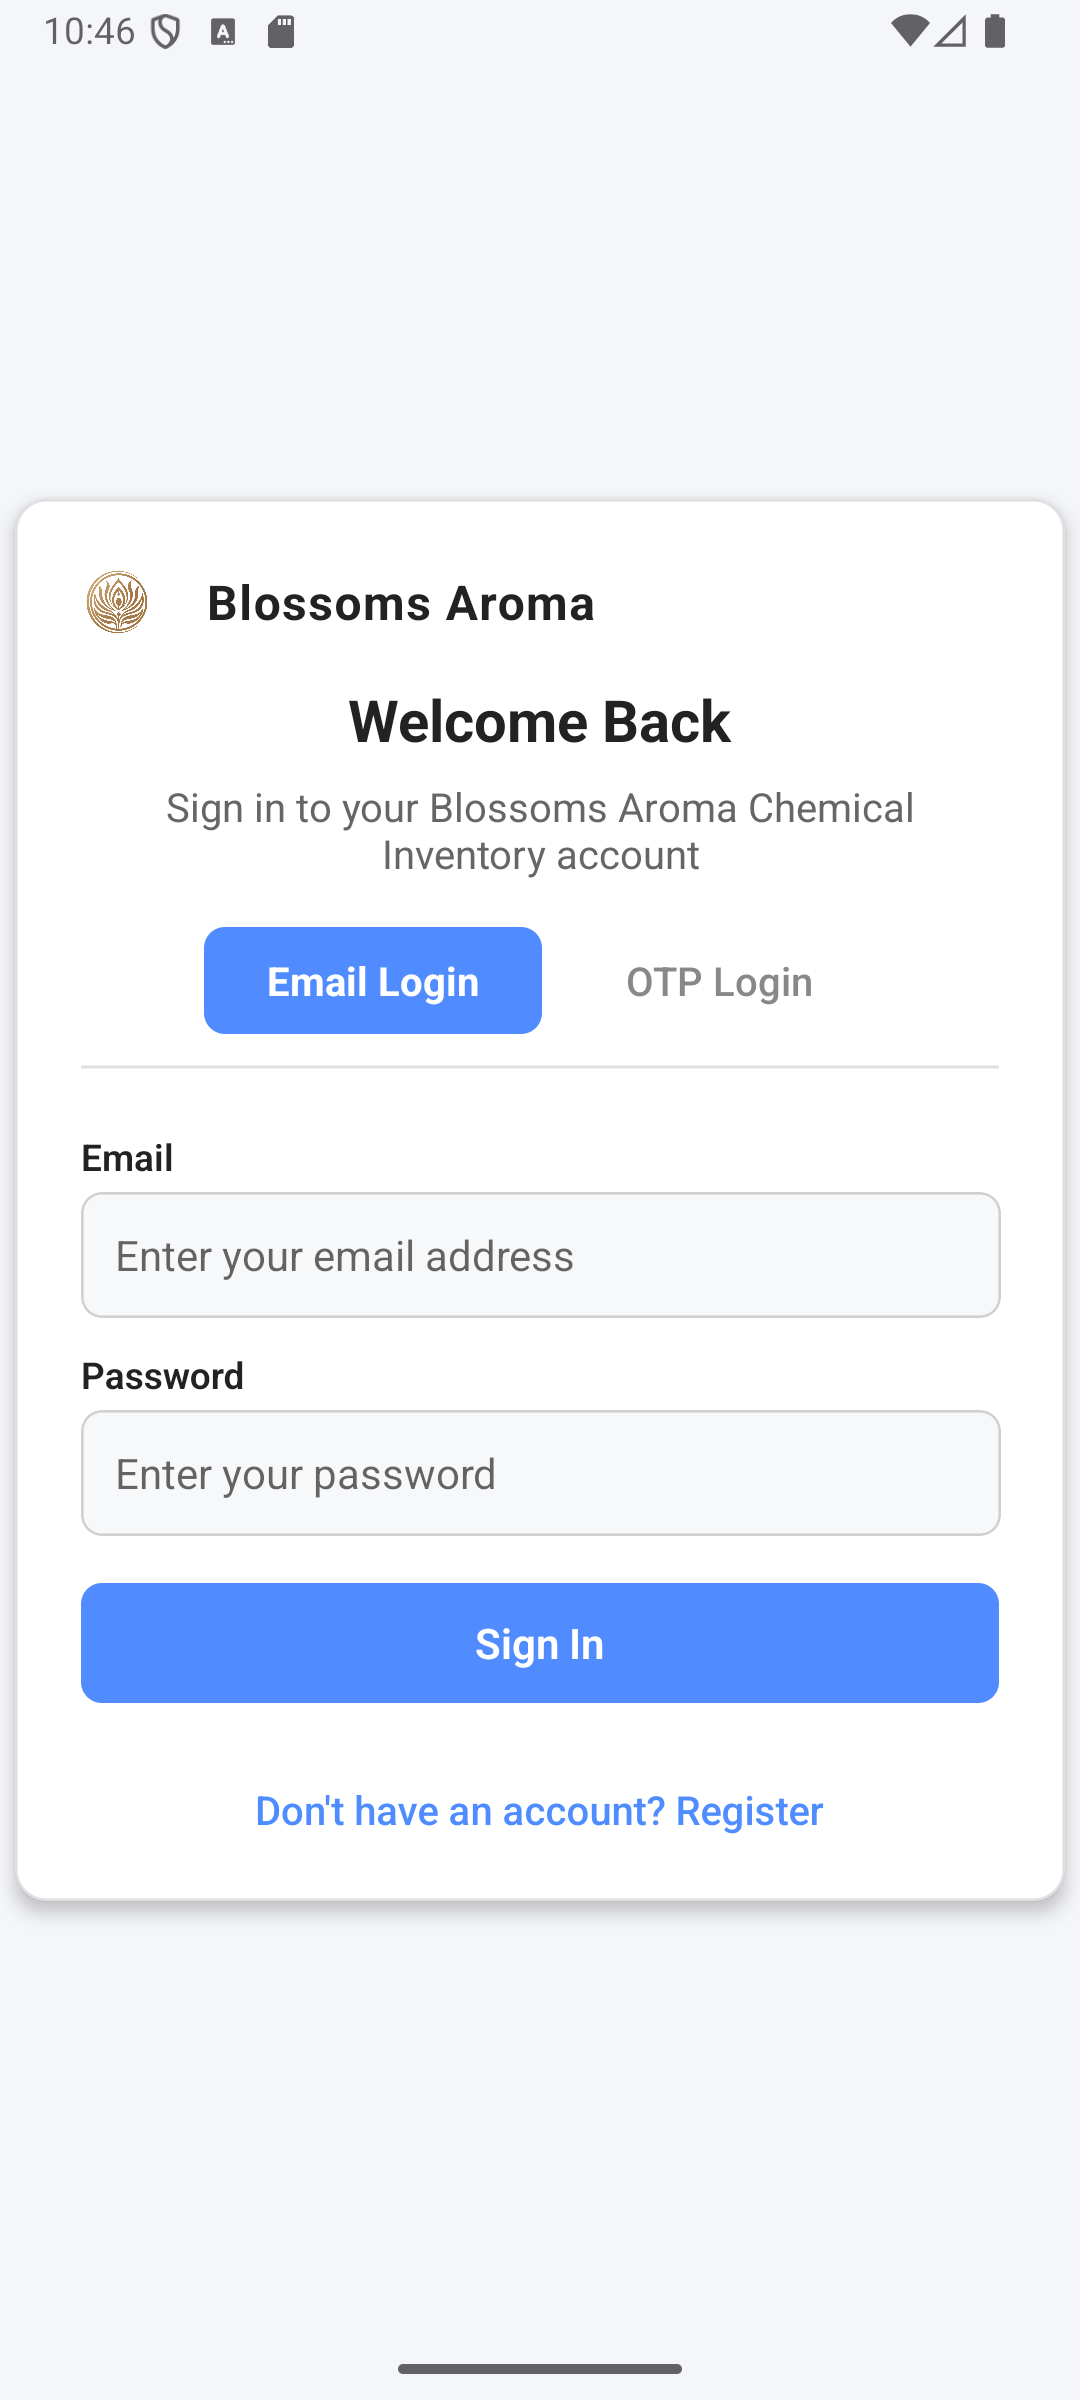 10:46
Blossoms Aroma
Welcome Back
Sign in to your Blossoms Aroma Chemical
Inventory account
Email Login
OTP Login
Email
Enter your email address
Password
Enter your password
Sign In
Don't have an account? Register